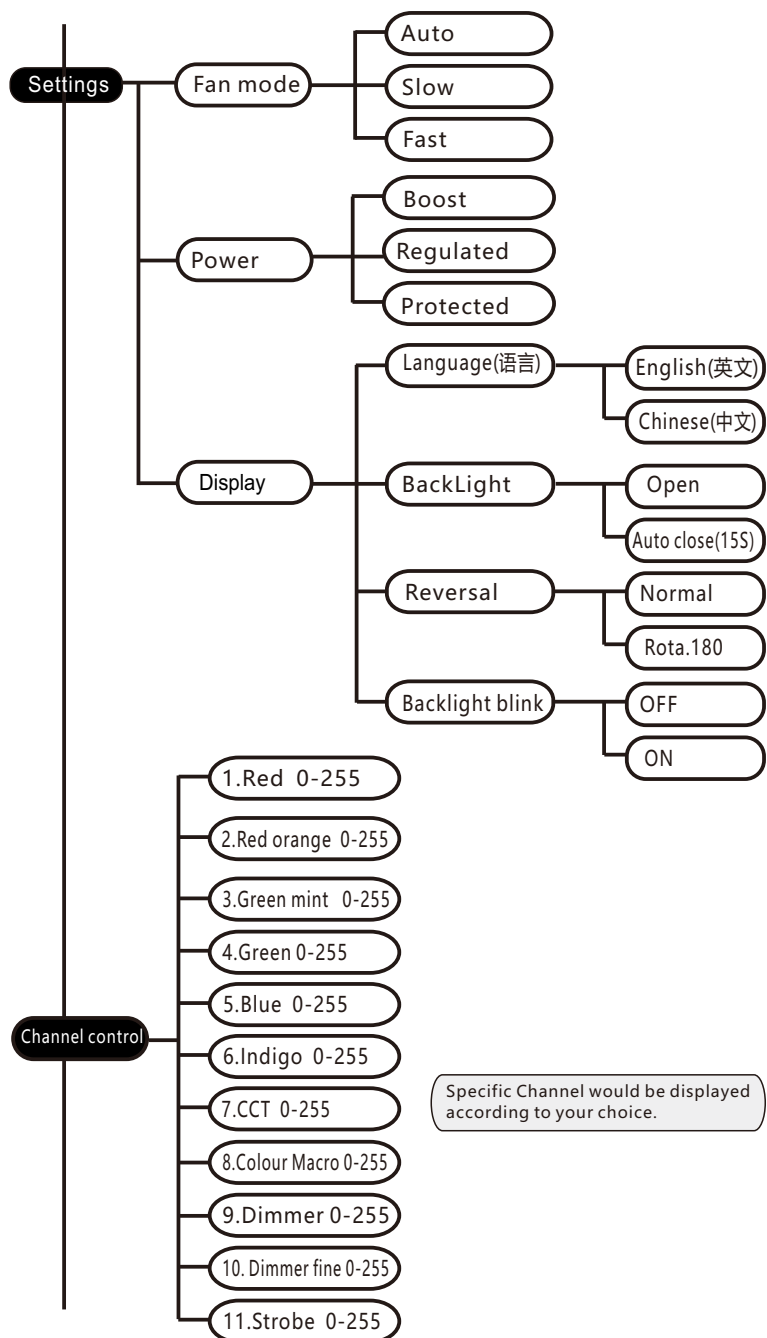 Settings
Fan mode
Auto
Slow
Fast
Power
Boost
Regulated
Protected
Display
Language(语言)
English(英文)
Chinese(中文)
BackLight
Open
Auto close(15S)
Reversal
Normal
Rota.180
Backlight blink
OFF
ON
Channel control
1.Red 0-255
2.Red orange 0-255
3.Green mint 0-255
4.Green 0-255
5.Blue 0-255
6.Indigo 0-255
7.CCT 0-255
8.Colour Macro 0-255
9.Dimmer 0-255
10. Dimmer fine 0-255
11.Strobe 0-255
Specific Channel would be displayed
according to your choice.